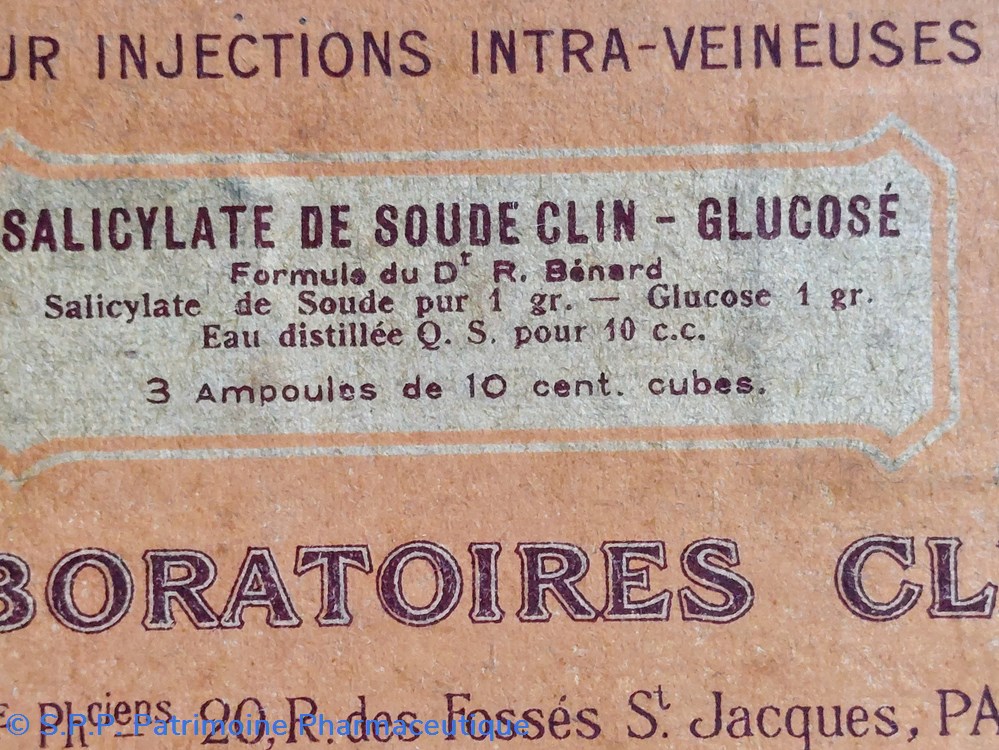 UR INJECTIONS INTRA-VEINEUSES
SALICYLATE DE SOUDE CLIN - GLUCOSÉ
Formule du Dr R. Bénard
Salicylate de Soude pur 1 gr. — Glucose 1 gr.
Eau distillée Q. S. pour 10 c.c.
3 Ampoules de 10 cent. cubes.
BORATOIRES CL
Phciens 20, R. des Fossés St Jacques, PA
© S.P.P. Patrimoine Pharmaceutique